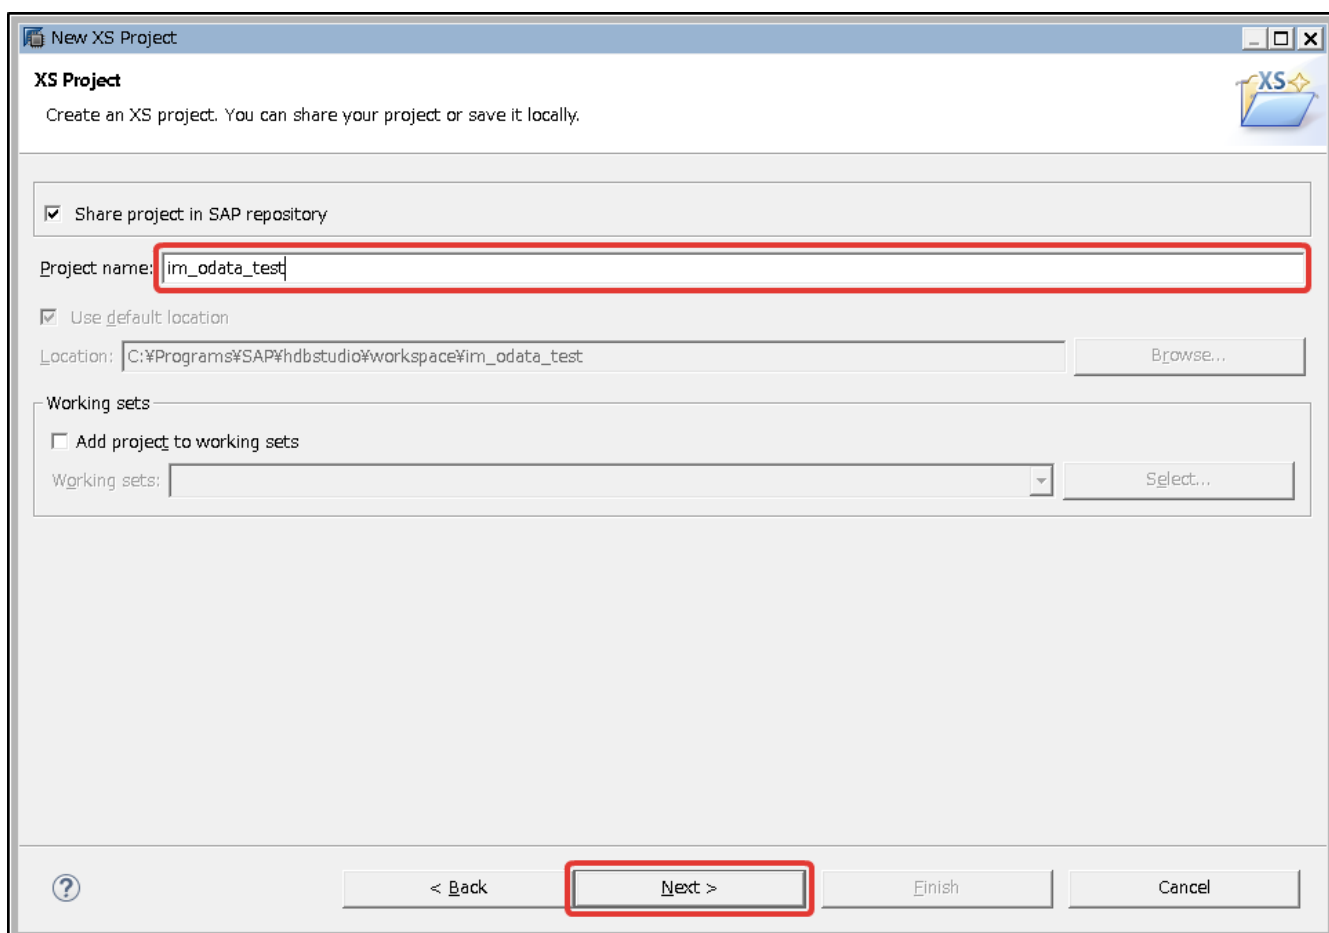 New XS Project
XS Project
XS
Create an XS project. You can share your project or save it locally.
Share project in SAP repository
Project name: im_odata_test
Use default location
Location: C:¥Programs¥SAP¥hdbstudio¥workspace¥im_odata_test Browse...
Working sets
Add project to working sets
Working sets: Select...
? < Back Next > Finish Cancel